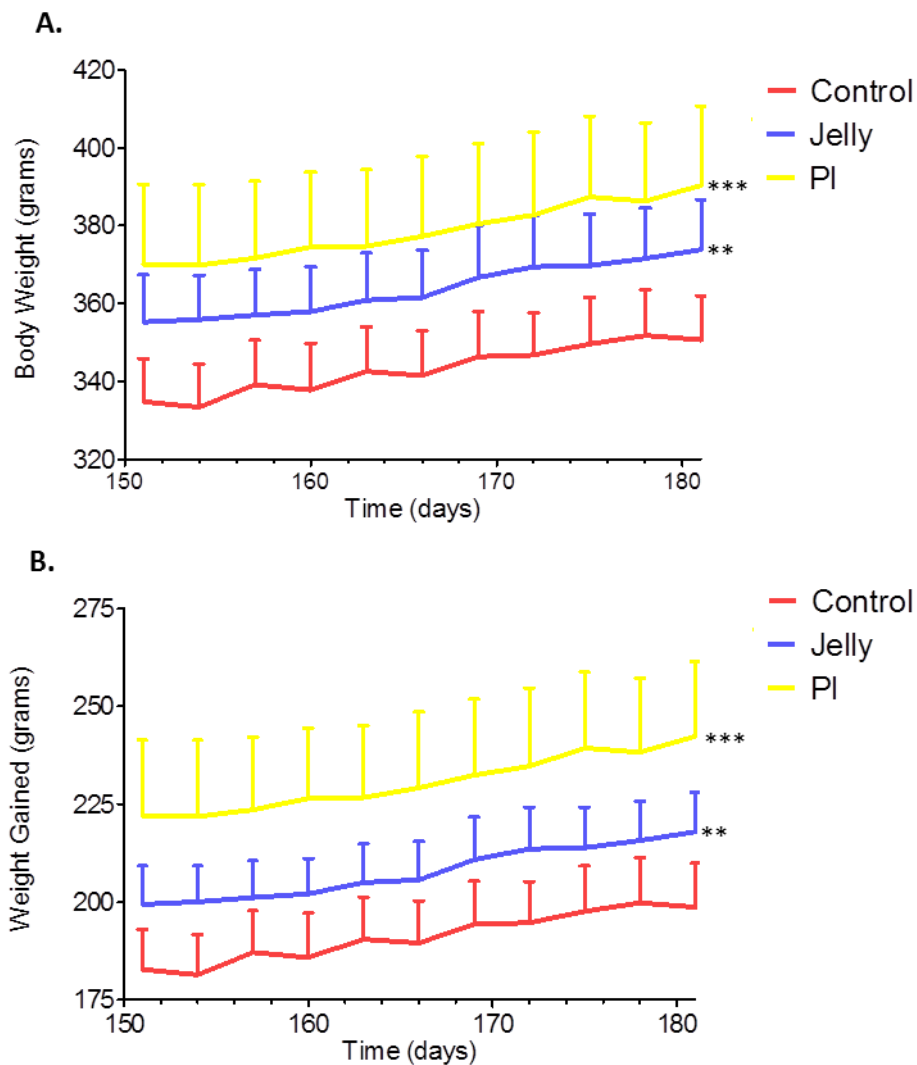 A.
420
400
380
360
340
320
Body Weight (grams)
150
160
170
180
Time (days)
Control
Jelly
PI
***
**
B.
275
250
225
200
175
Weight Gained (grams)
150
160
170
180
Time (days)
Control
Jelly
PI
***
**